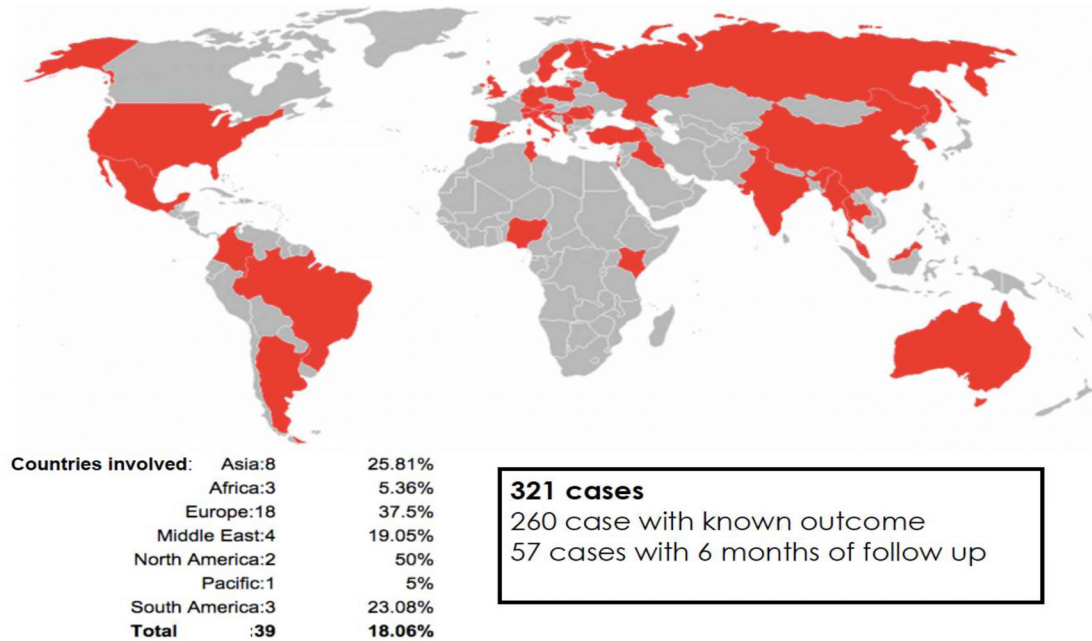 Countries involved: Asia:8 25.81%
Africa:3 5.36%
Europe:18 37.5%
Middle East:4 19.05%
North America:2 50%
Pacific:1 5%
South America:3 23.08%
Total :39 18.06%
321 cases
260 case with known outcome
57 cases with 6 months of follow up